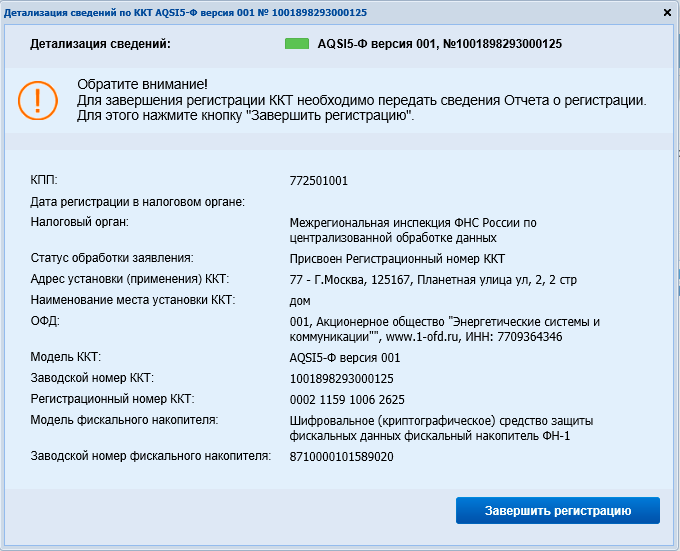 Детализация сведений по ККТ AQSI5-Ф версия 001 № 1001898293000125
Детализация сведений: AQSI5-Ф версия 001, №1001898293000125
Обратите внимание!
Для завершения регистрации ККТ необходимо передать сведения Отчета о регистрации.
Для этого нажмите кнопку "Завершить регистрацию".
КПП: 772501001
Дата регистрации в налоговом органе:
Налоговый орган: Межрегиональная инспекция ФНС России по
централизованной обработке данных
Статус обработки заявления: Присвоен Регистрационный номер ККТ
Адрес установки (применения) ККТ: 77 - Г.Москва, 125167, Планетная улица ул, 2, 2 стр
Наименование места установки ККТ: дом
ОФД: 001, Акционерное общество "Энергетические системы и
коммуникации"", www.1-ofd.ru, ИНН: 7709364346
Модель ККТ: AQSI5-Ф версия 001
Заводской номер ККТ: 1001898293000125
Регистрационный номер ККТ: 0002 1159 1006 2625
Модель фискального накопителя: Шифровальное (криптографическое) средство защиты
фискальных данных фискальный накопитель ФН-1
Заводской номер фискального накопителя: 8710000101589020
Завершить регистрацию